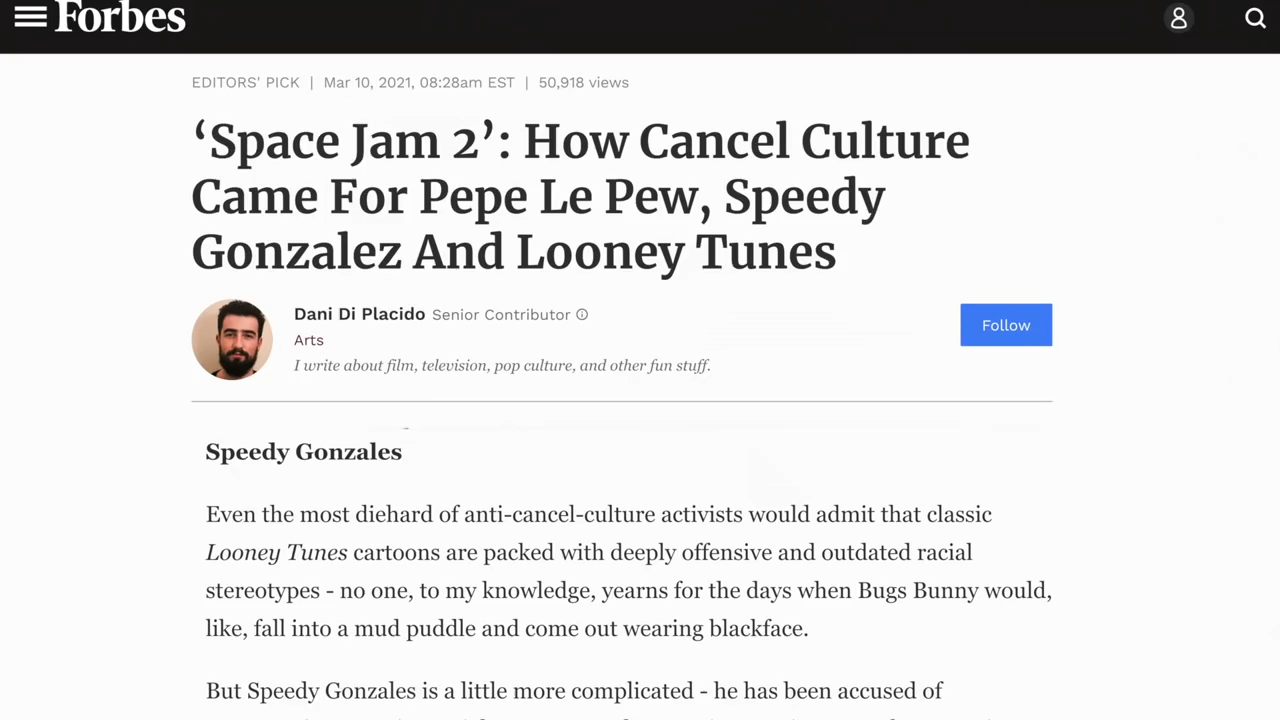 Forbes
EDITORS' PICK | Mar 10, 2021, 08:28am EST | 50,918 views
‘Space Jam 2’: How Cancel Culture
Came For Pepe Le Pew, Speedy
Gonzalez And Looney Tunes
Dani Di Placido Senior Contributor
Arts
I write about film, television, pop culture, and other fun stuff.
Follow
Speedy Gonzales
Even the most diehard of anti-cancel-culture activists would admit that classic
Looney Tunes cartoons are packed with deeply offensive and outdated racial
stereotypes - no one, to my knowledge, yearns for the days when Bugs Bunny would,
like, fall into a mud puddle and come out wearing blackface.
But Speedy Gonzales is a little more complicated - he has been accused of